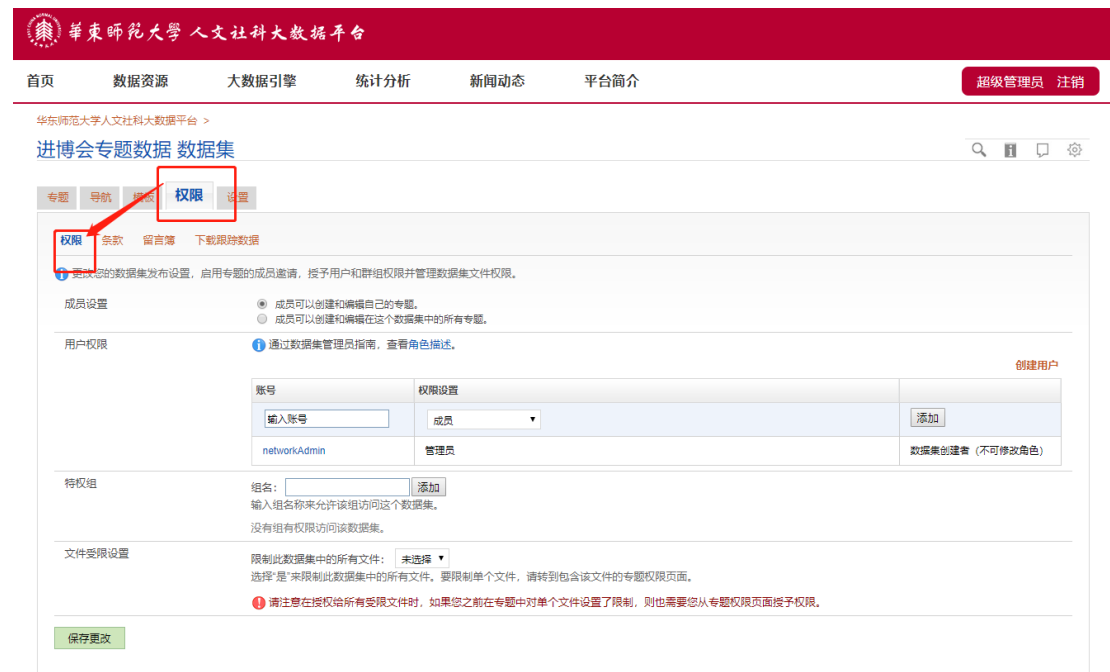 華東師範大學 人文社科大数据平台
首页 数据资源 大数据引擎 统计分析 新闻动态 平台简介 超级管理员 注销
华东师范大学人文社科大数据平台 >
进博会专题数据 数据集
专题 导航 模板 权限 设置
权限 条款 留言簿 下载跟踪数据
更改您的数据集发布设置，启用专题的成员邀请，授予用户和群组权限并管理数据集文件权限。
成员设置 成员可以创建和编辑自己的专题。
成员可以创建和编辑在这个数据集中的所有专题。
用户权限 通过数据集管理员指南，查看角色描述。
创建用户
账号 权限设置
输入账号 成员 添加
networkAdmin 管理员 数据集创建者（不可修改角色）
特权组 组名： 添加
输入组名称来允许该组访问这个数据集。
没有组有权限访问该数据集。
文件受限设置 限制此数据集中的所有文件： 未选择
选择“是”来限制此数据集中的所有文件。要限制单个文件，请转到包含该文件的专题权限页面。
请注意在授权给所有受限文件时，如果您之前在专题中对单个文件设置了限制，则也需要您从专题权限页面授予权限。
保存更改